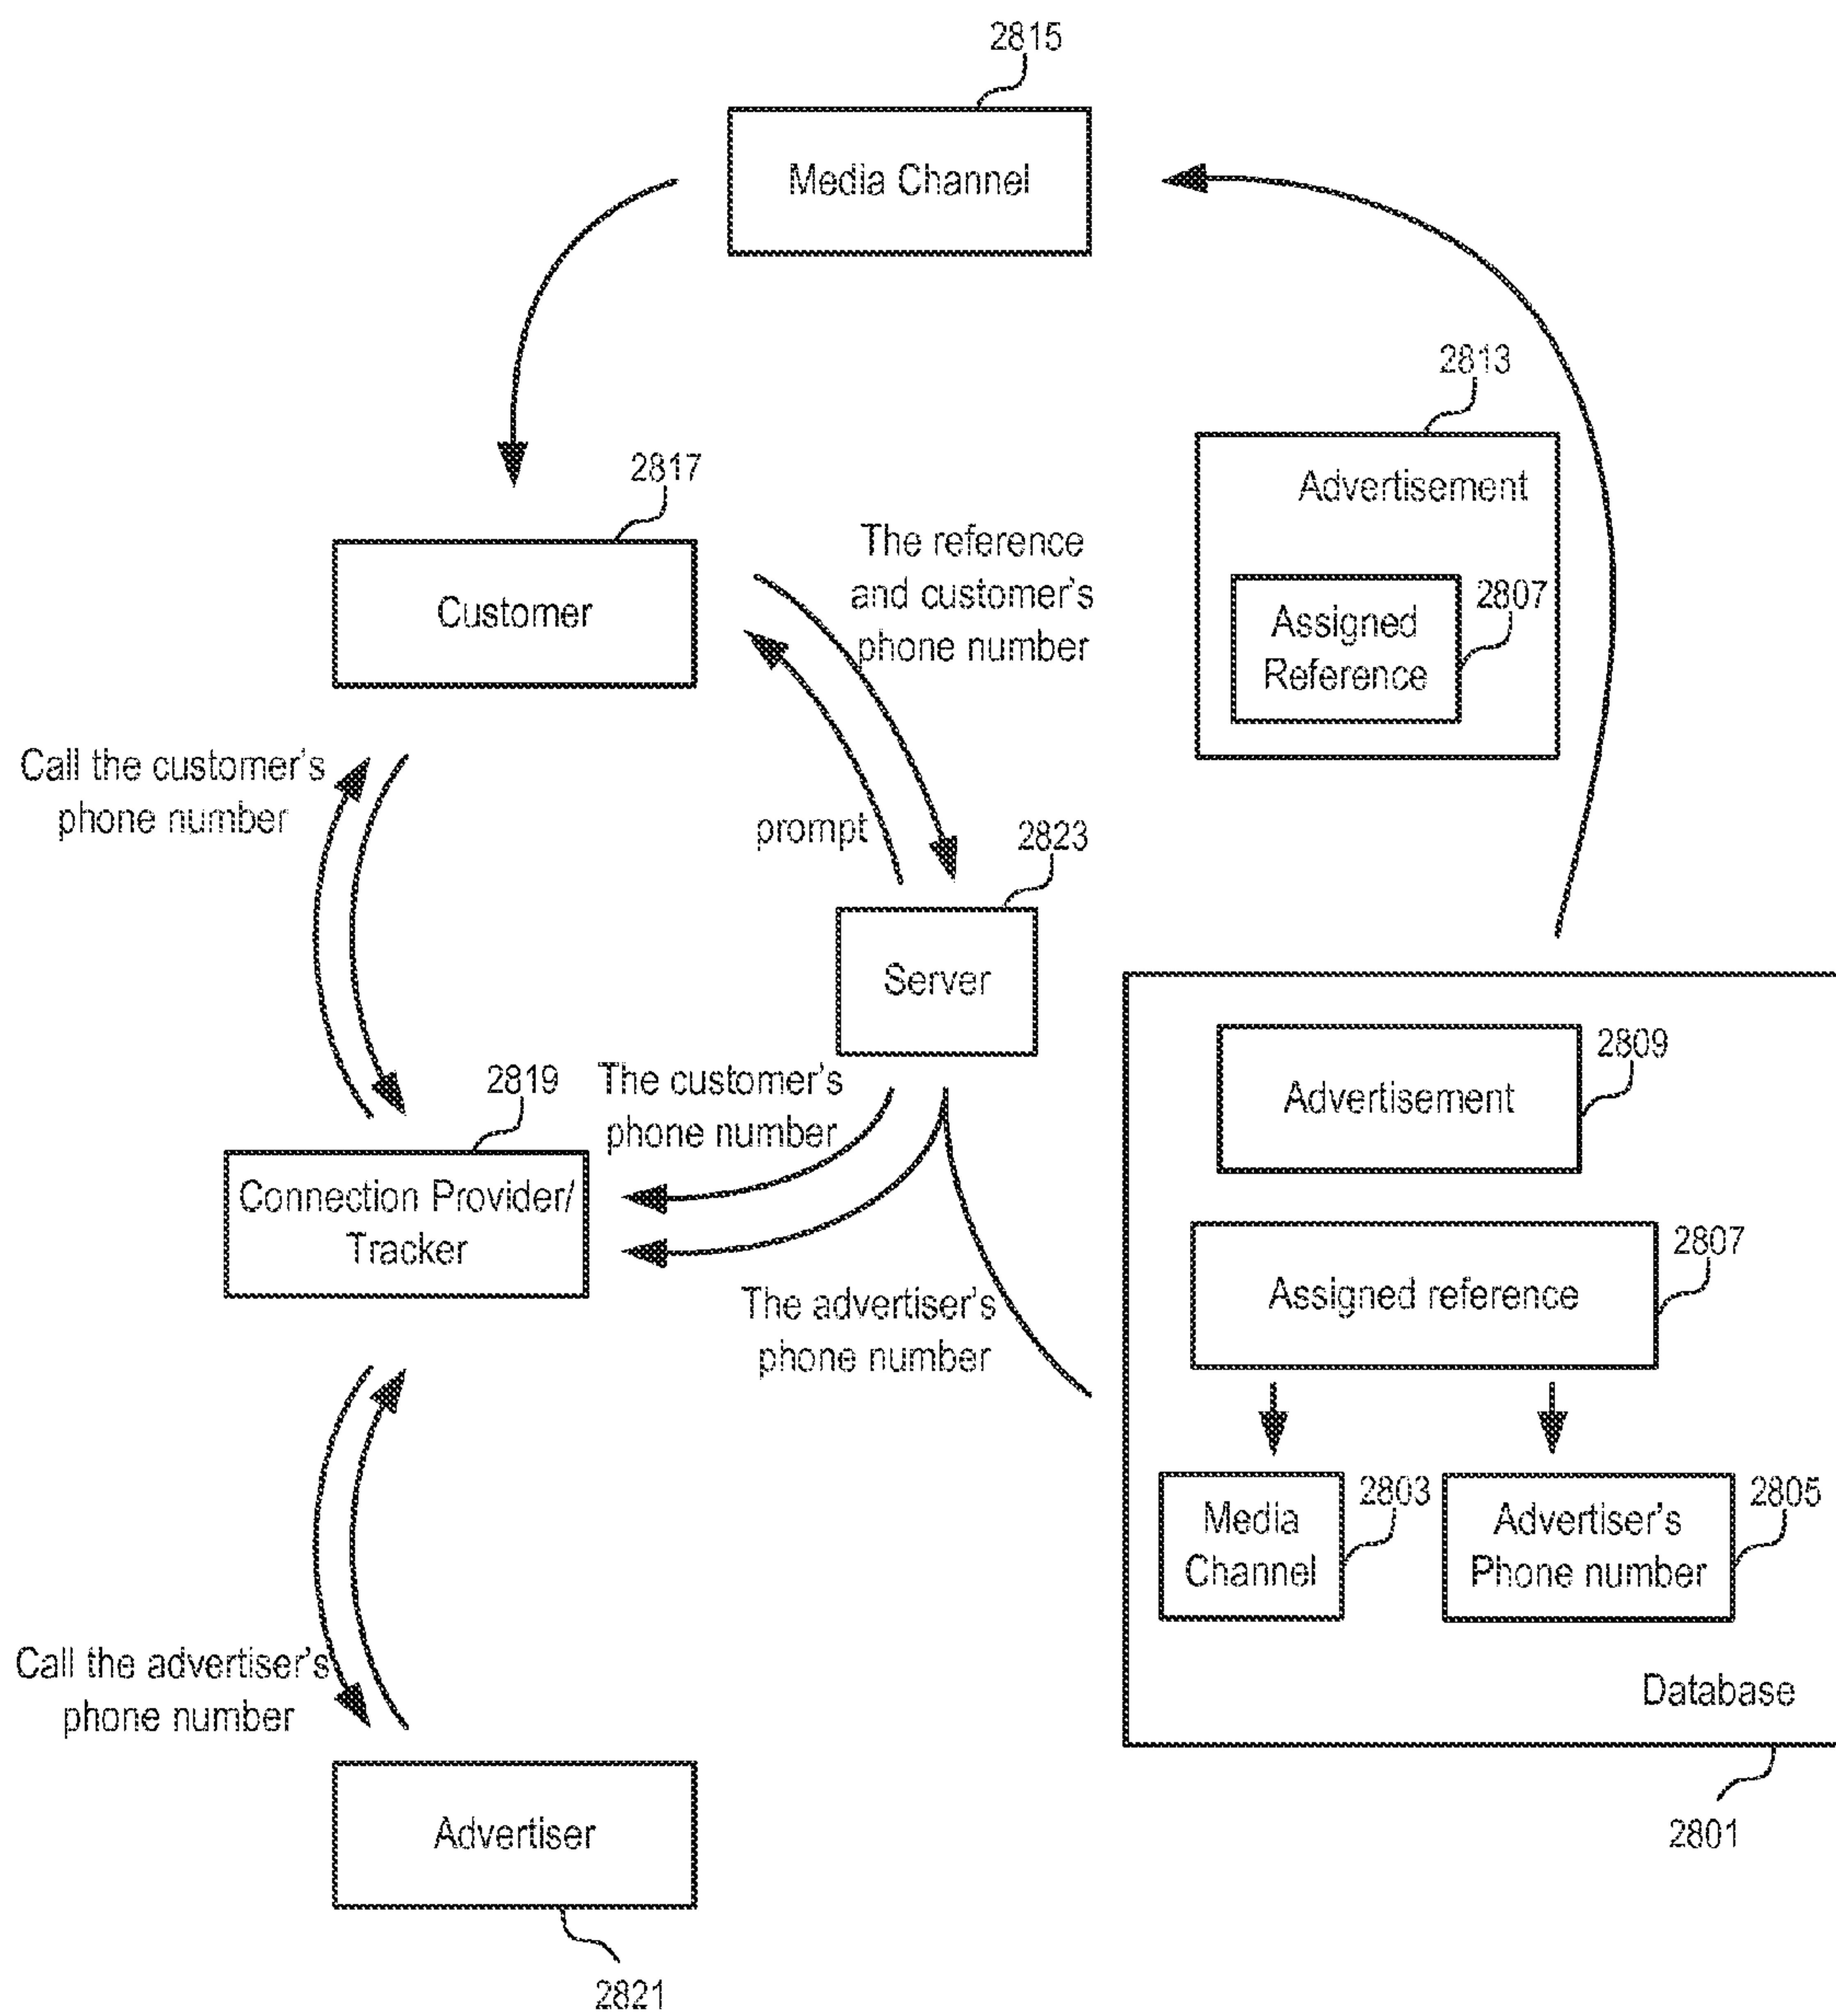 2815
Media Channel
2813
Advertisement
2807
Assigned
Reference
2817
Customer
The reference
and customer's
phone number
Call the customer's
phone number
prompt
2823
Server
2819
Connection Provider/
Tracker
The customer's
phone number
The advertiser's
phone number
2809
Advertisement
2807
Assigned reference
2803
Media
Channel
2805
Advertiser's
Phone number
Database
2801
Call the advertiser's
phone number
Advertiser
2821